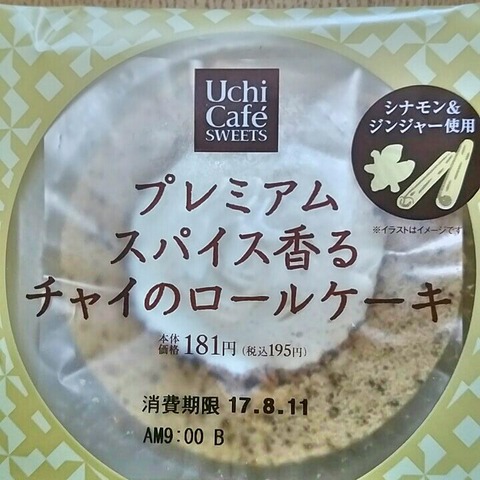 Uchi
Café
SWEETS
シナモン&
ジンジャー使用
※イラストはイメージです
プレミアム
スパイス香る
チャイのロールケーキ
本体
価格 181円 (税込195円)
消費期限 17.8.11
AM9:00 B